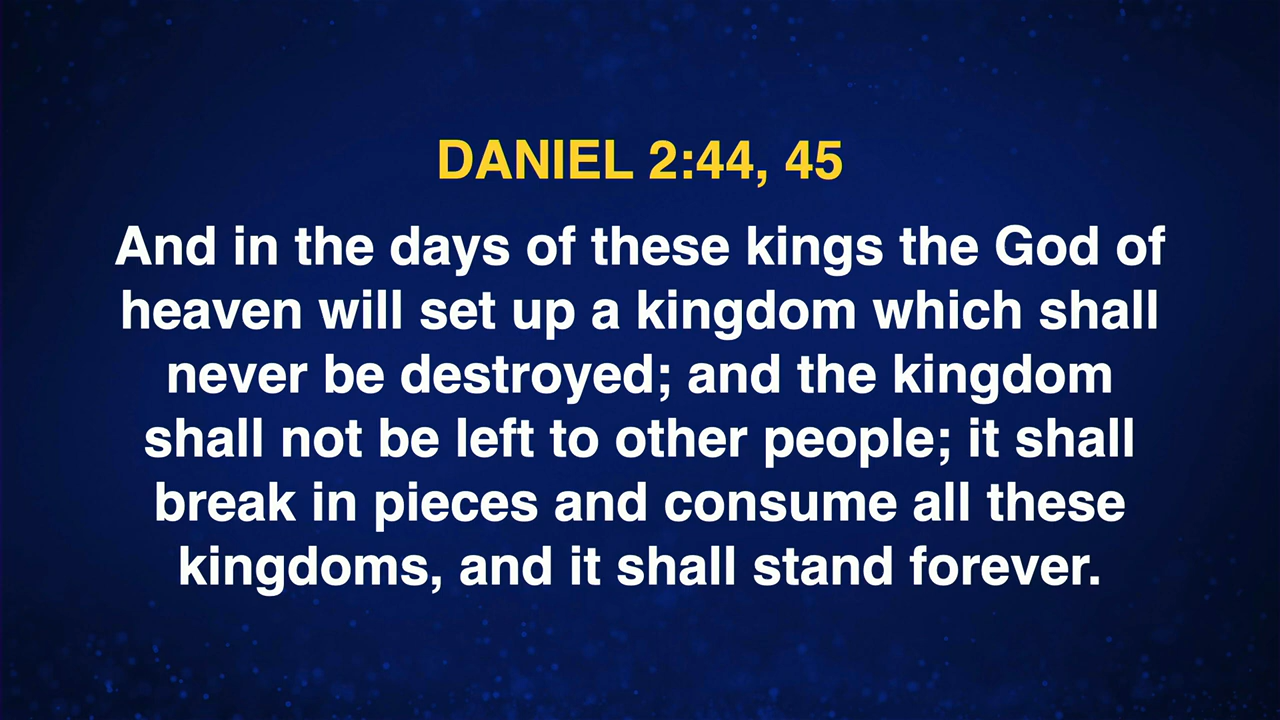 DANIEL 2:44, 45
And in the days of these kings the God of
heaven will set up a kingdom which shall
never be destroyed; and the kingdom
shall not be left to other people; it shall
break in pieces and consume all these
kingdoms, and it shall stand forever.